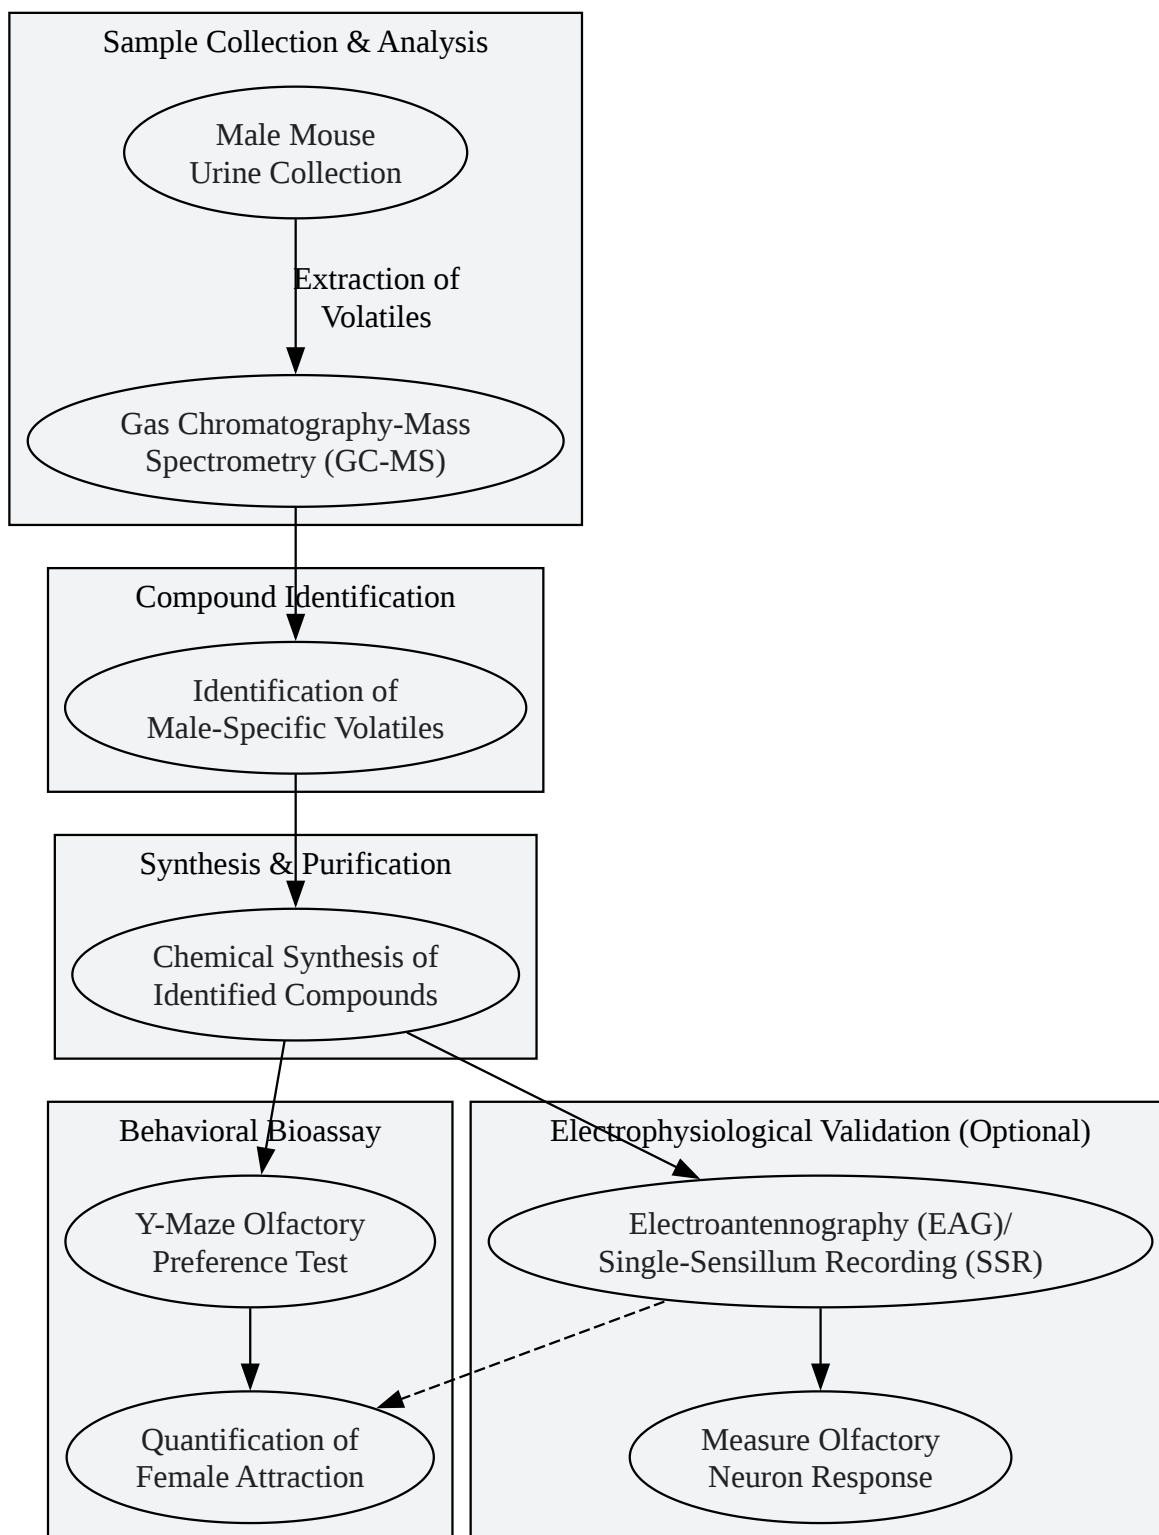 Sample Collection & Analysis
Male Mouse
Urine Collection
Extraction of
Volatiles
Gas Chromatography-Mass
Spectrometry (GC-MS)
Compound Identification
Identification of
Male-Specific Volatiles
Synthesis & Purification
Chemical Synthesis of
Identified Compounds
Behavioral Bioassay
Y-Maze Olfactory
Preference Test
Quantification of
Female Attraction
Electrophysiological Validation (Optional)
Electroantennography (EAG)/
Single-Sensillum Recording (SSR)
Measure Olfactory
Neuron Response